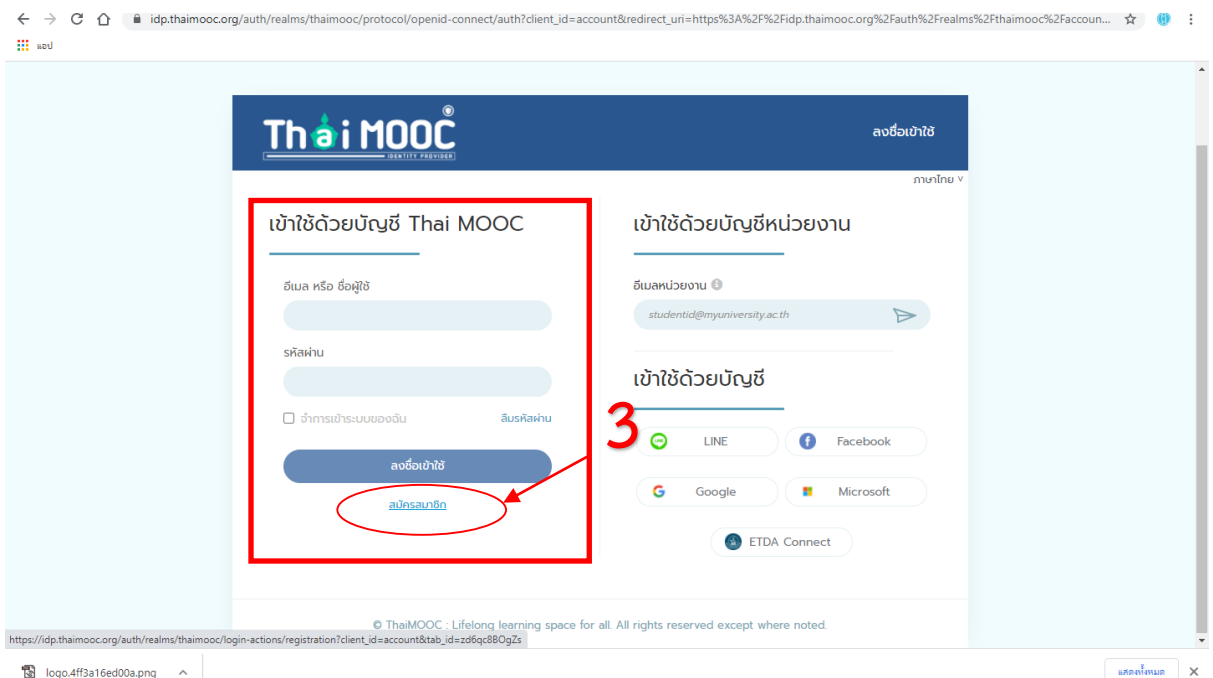 idp.thaimooc.org/auth/realms/thaimooc/protocol/openid-connect/auth?client_id=account&redirect_uri=https%3A%2F%2Fidp.thaimooc.org%2Fauth%2Frealms%2Fthaimooc%2Faccoun...
แอป
Thai MOOC
IDENTITY PROVIDER
ลงชื่อเข้าใช้
ภาษาไทย
เข้าใช้ด้วยบัญชี Thai MOOC
เข้าใช้ด้วยบัญชีหน่วยงาน
อีเมล หรือ ชื่อผู้ใช้
อีเมลหน่วยงาน
studentid@myuniversity.ac.th
รหัสผ่าน
เข้าใช้ด้วยบัญชี
จำการเข้าระบบของฉัน
ลืมรหัสผ่าน
3
LINE
Facebook
ลงชื่อเข้าใช้
Google
Microsoft
สมัครสมาชิก
ETDA Connect
© ThaiMOOC : Lifelong learning space for all. All rights reserved except where noted.
https://idp.thaimooc.org/auth/realms/thaimooc/login-actions/registration?client_id=account&tab_id=zd6qc8BOgZs
logo.4ff3a16ed00a.png
แสดงทั้งหมด